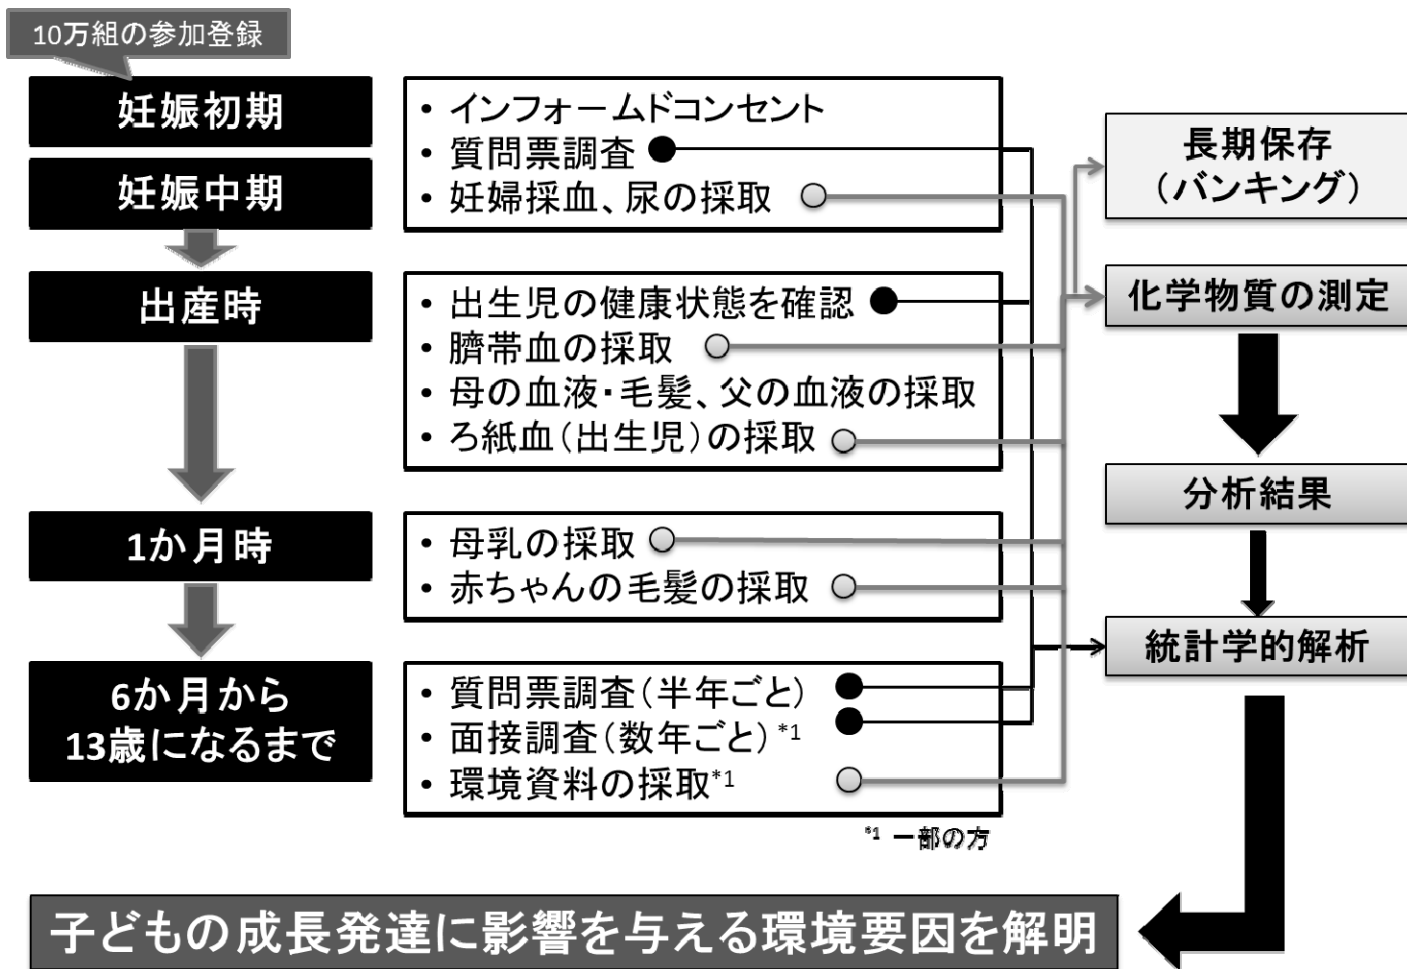 10万組の参加登録
妊娠初期
妊娠中期
・インフォームドコンセント
・質問票調査
・妊婦採血、尿の採取
出産時
・出生児の健康状態を確認
・臍帯血の採取
・母の血液・毛髪、父の血液の採取
・ろ紙血(出生児)の採取
1か月時
・母乳の採取
・赤ちゃんの毛髪の採取
6か月から
13歳になるまで
・質問票調査(半年ごと)
・面接調査(数年ごと)*1
・環境資料の採取*1
*1 一部の方
長期保存
(バンキング)
化学物質の測定
分析結果
統計学的解析
子どもの成長発達に影響を与える環境要因を解明